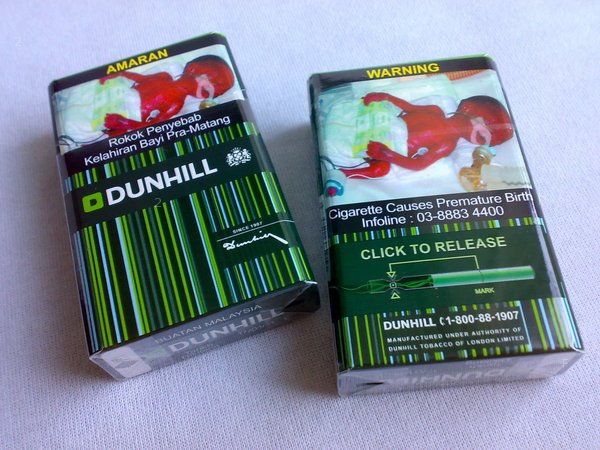 AMARAN
Rokok Penyebab
Kelahiran Bayi Pra-Matang
DUNHILL
SINCE 1907
Dunhill
BUATAN MALAYSIA
DUNHILL
WARNING
Cigarette Causes Premature Birth
Infoline : 03-8883 4400
CLICK TO RELEASE
MARK
DUNHILL 1-800-88-1907
MANUFACTURED UNDER AUTHORITY OF
DUNHILL TOBACCO OF LONDON LIMITED
DUNHILL